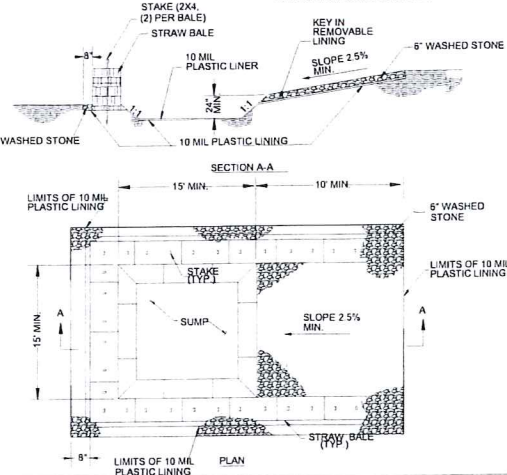 STAKE (2X4,
(2) PER BALE)
STRAW BALE
8"
10 MIL
PLASTIC LINER
KEY IN
REMOVABLE
LINING
6" WASHED STONE
SLOPE 2.5%
MIN.
24"
MIN
1:1
1:1
WASHED STONE
10 MIL PLASTIC LINING
SECTION A-A
LIMITS OF 10 MIL
PLASTIC LINING
15' MIN.
10' MIN.
6" WASHED
STONE
STAKE
(TYP.)
LIMITS OF 10 MIL
PLASTIC LINING
A
A
15' MIN.
SUMP
SLOPE 2.5%
MIN.
STRAW BALE
(TYP.)
8"
LIMITS OF 10 MIL
PLASTIC LINING
PLAN